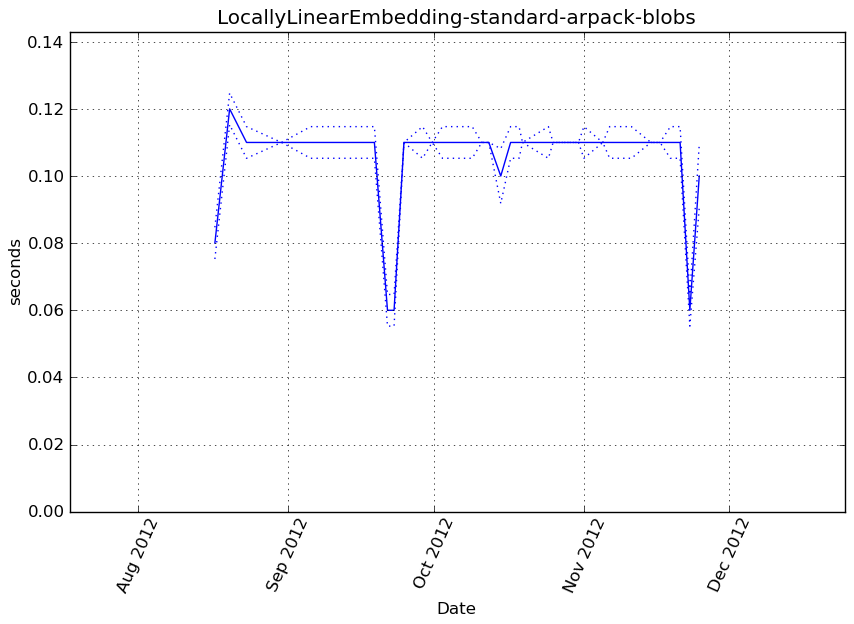 LocallyLinearEmbedding-standard-arpack-blobs
0.14
0.12
0.10
0.08
0.06
0.04
0.02
0.00
seconds
Aug 2012
Sep 2012
Oct 2012
Nov 2012
Dec 2012
Date